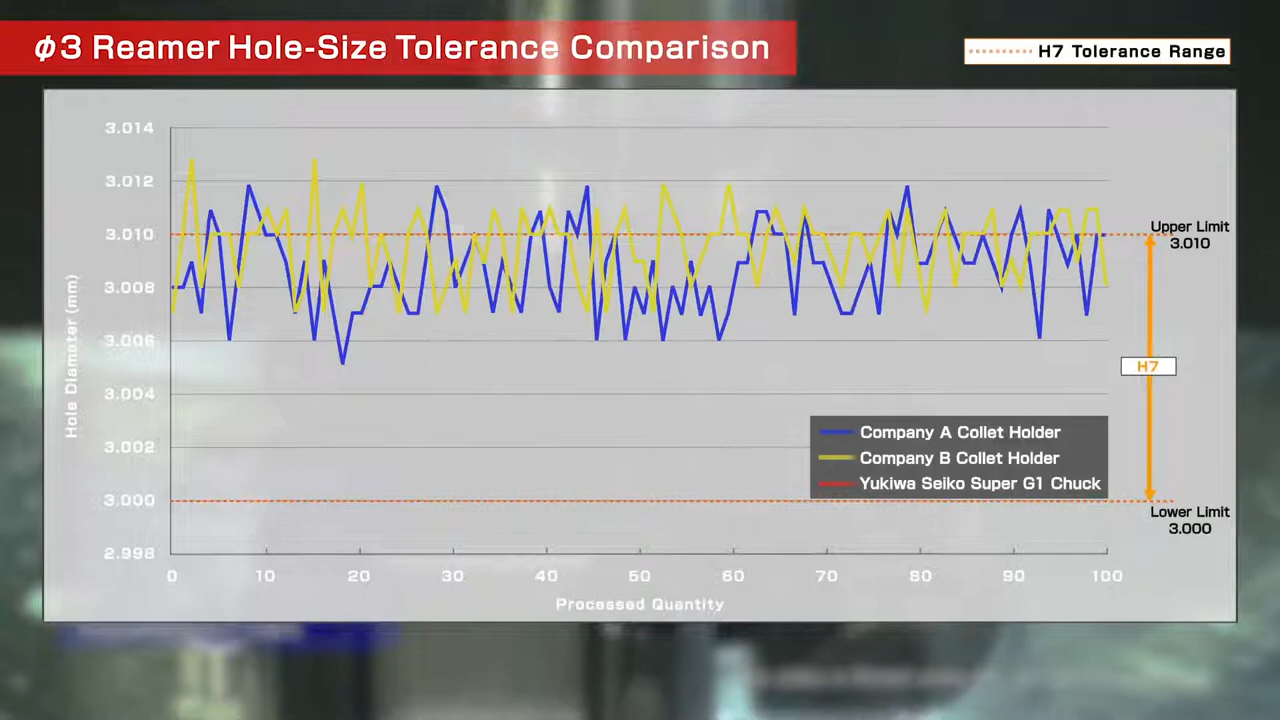 φ3 Reamer Hole-Size Tolerance Comparison
H7 Tolerance Range
3.014
3.012
3.010
3.008
3.006
3.004
3.002
3.000
2.998
Hole Diameter (mm)
0 10 20 30 40 50 60 70 80 90 100
Processed Quantity
Upper Limit
3.010
H7
Lower Limit
3.000
Company A Collet Holder
Company B Collet Holder
Yukiwa Seiko Super G1 Chuck